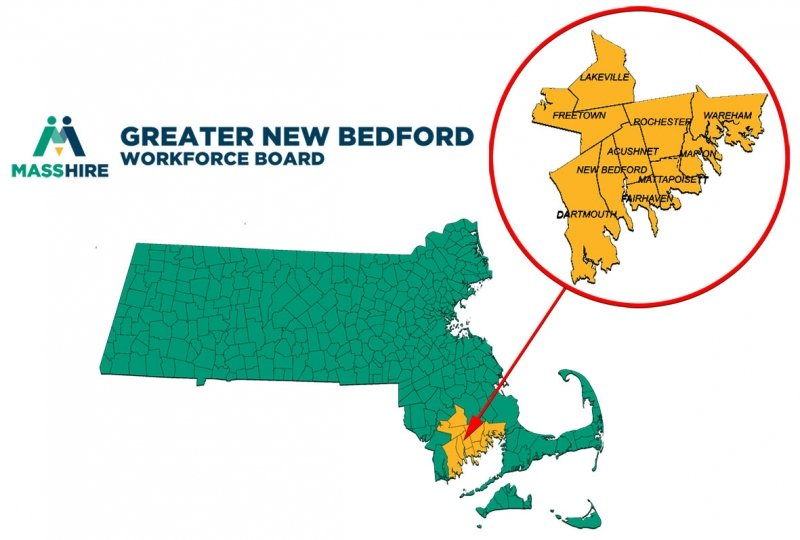 MASSHIRE
GREATER NEW BEDFORD
WORKFORCE BOARD
LAKEVILLE
FREETOWN
ROCHESTER
WAREHAM
ACUSHNET
MARION
NEW BEDFORD
MATTAPOISETT
FAIRHAVEN
DARTMOUTH